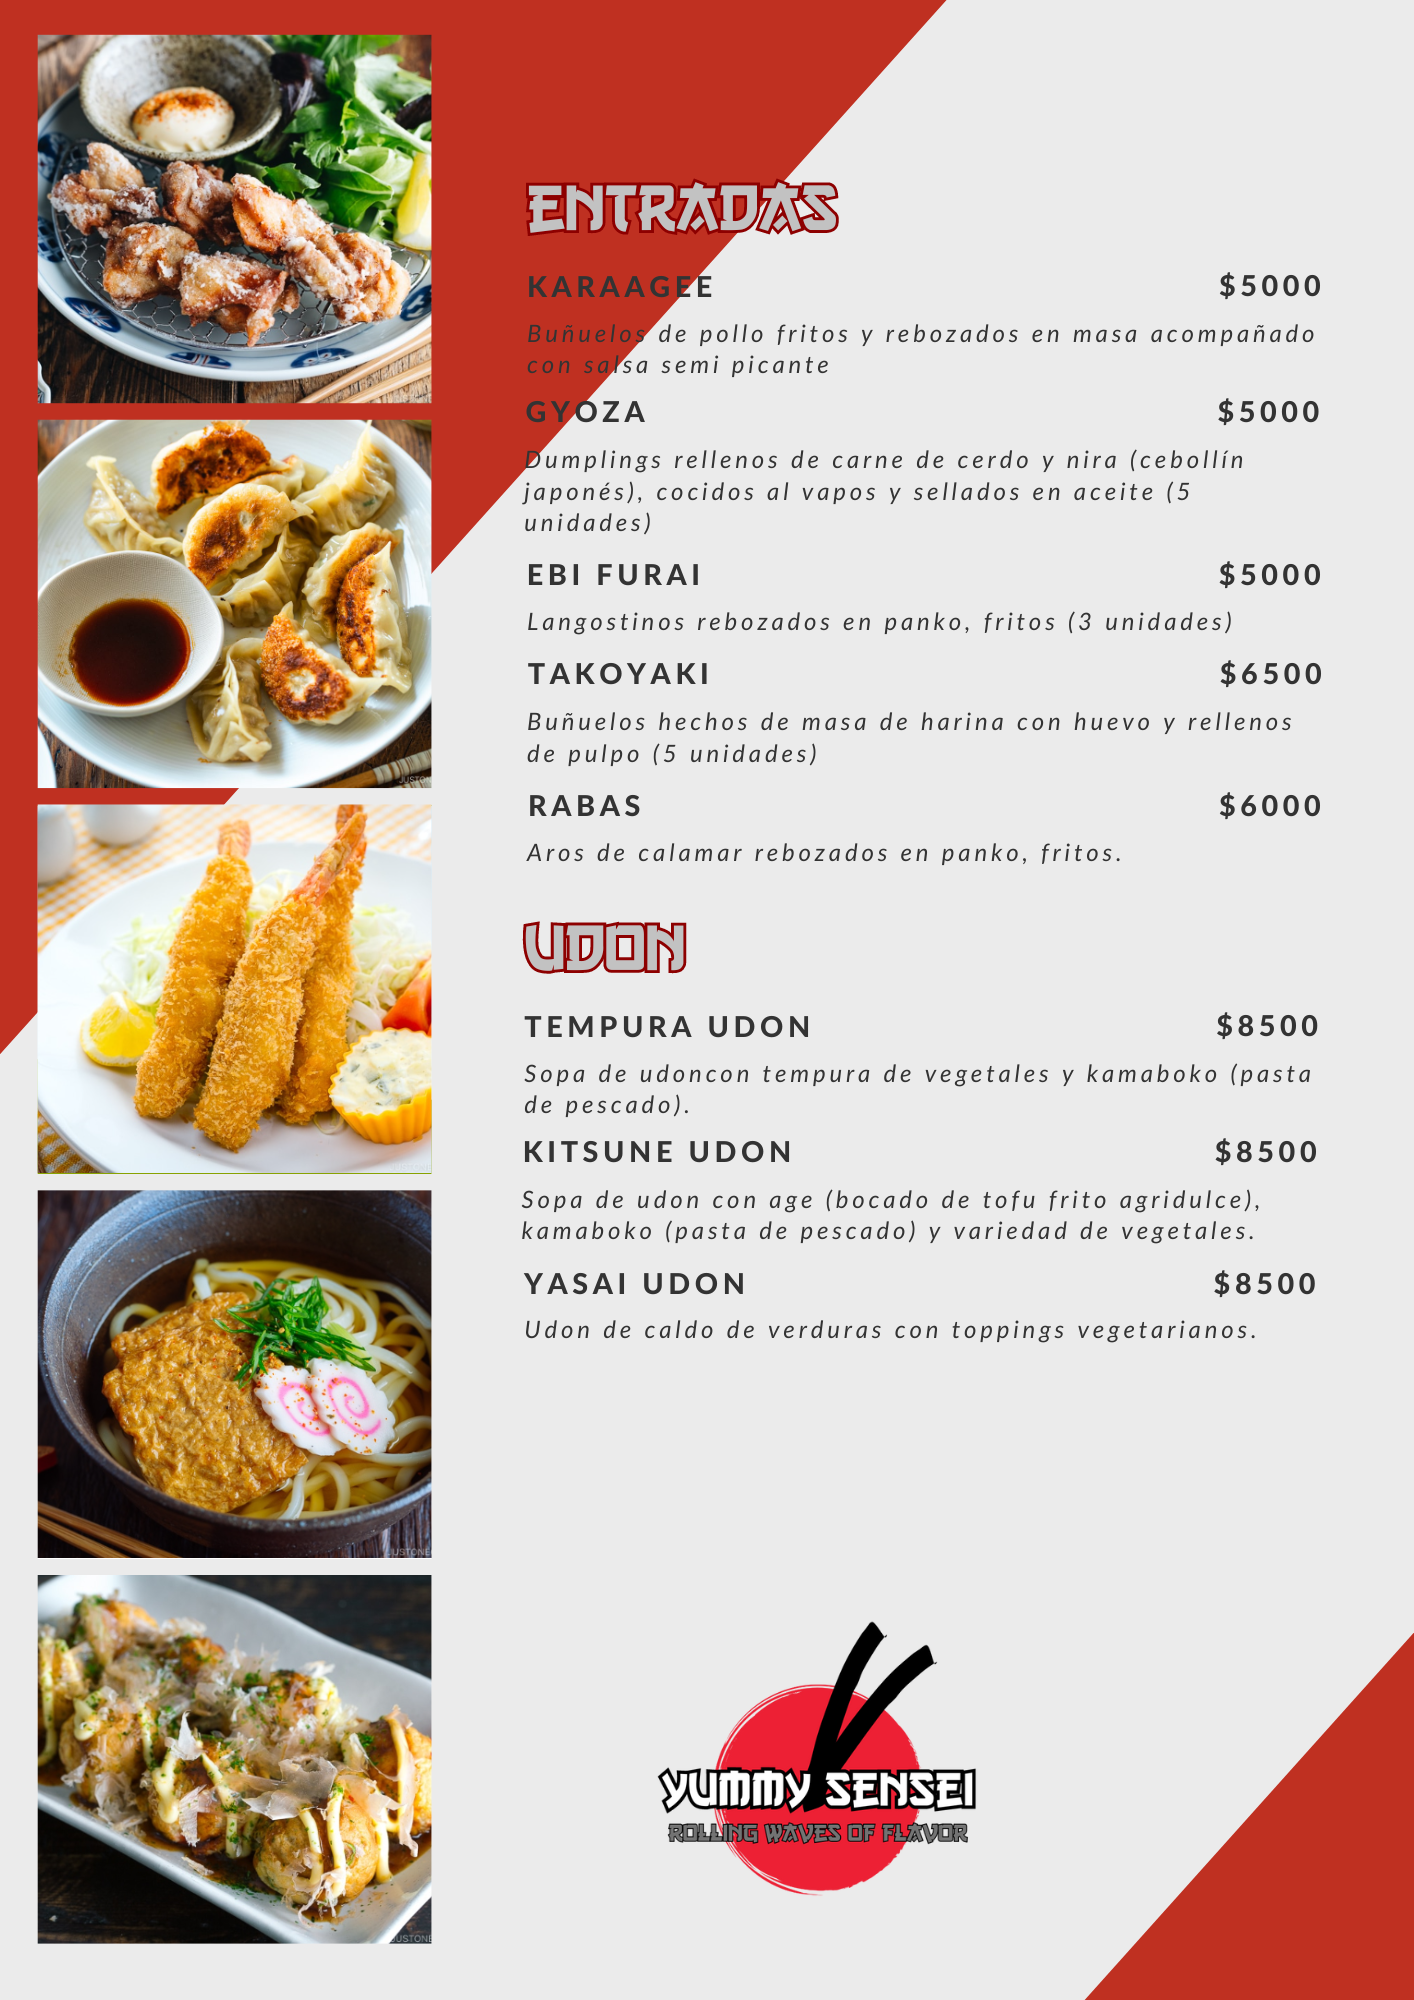 ENTRADAS
KARAAGEE $5000
Buñuelos de pollo fritos y rebozados en masa acompañado
con salsa semi picante
GYOZA $5000
Dumplings rellenos de carne de cerdo y nira (cebollín
japonés), cocidos al vapos y sellados en aceite (5
unidades)
EBI FURAI $5000
Langostinos rebozados en panko, fritos (3 unidades)
TAKOYAKI $6500
Buñuelos hechos de masa de harina con huevo y rellenos
de pulpo (5 unidades)
RABAS $6000
Aros de calamar rebozados en panko, fritos.
UDON
TEMPURA UDON $8500
Sopa de udoncon tempura de vegetales y kamaboko (pasta
de pescado).
KITSUNE UDON $8500
Sopa de udon con age (bocado de tofu frito agridulce),
kamaboko (pasta de pescado) y variedad de vegetales.
YASAI UDON $8500
Udon de caldo de verduras con toppings vegetarianos.
YUMMY SENSEI
ROLLING WAVES OF FLAVOR